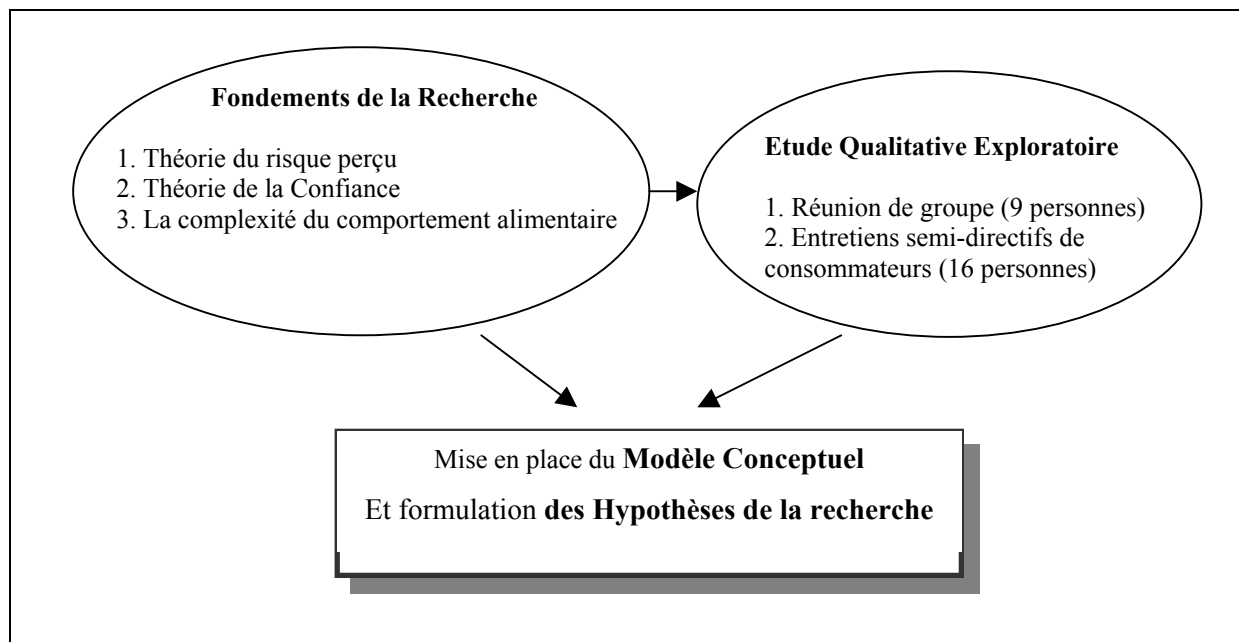 Fondements de la Recherche
1. Théorie du risque perçu
2. Théorie de la Confiance
3. La complexité du comportement alimentaire
Etude Qualitative Exploratoire
1. Réunion de groupe (9 personnes)
2. Entretiens semi-directifs de
consommateurs (16 personnes)
Mise en place du Modèle Conceptuel
Et formulation des Hypothèses de la recherche